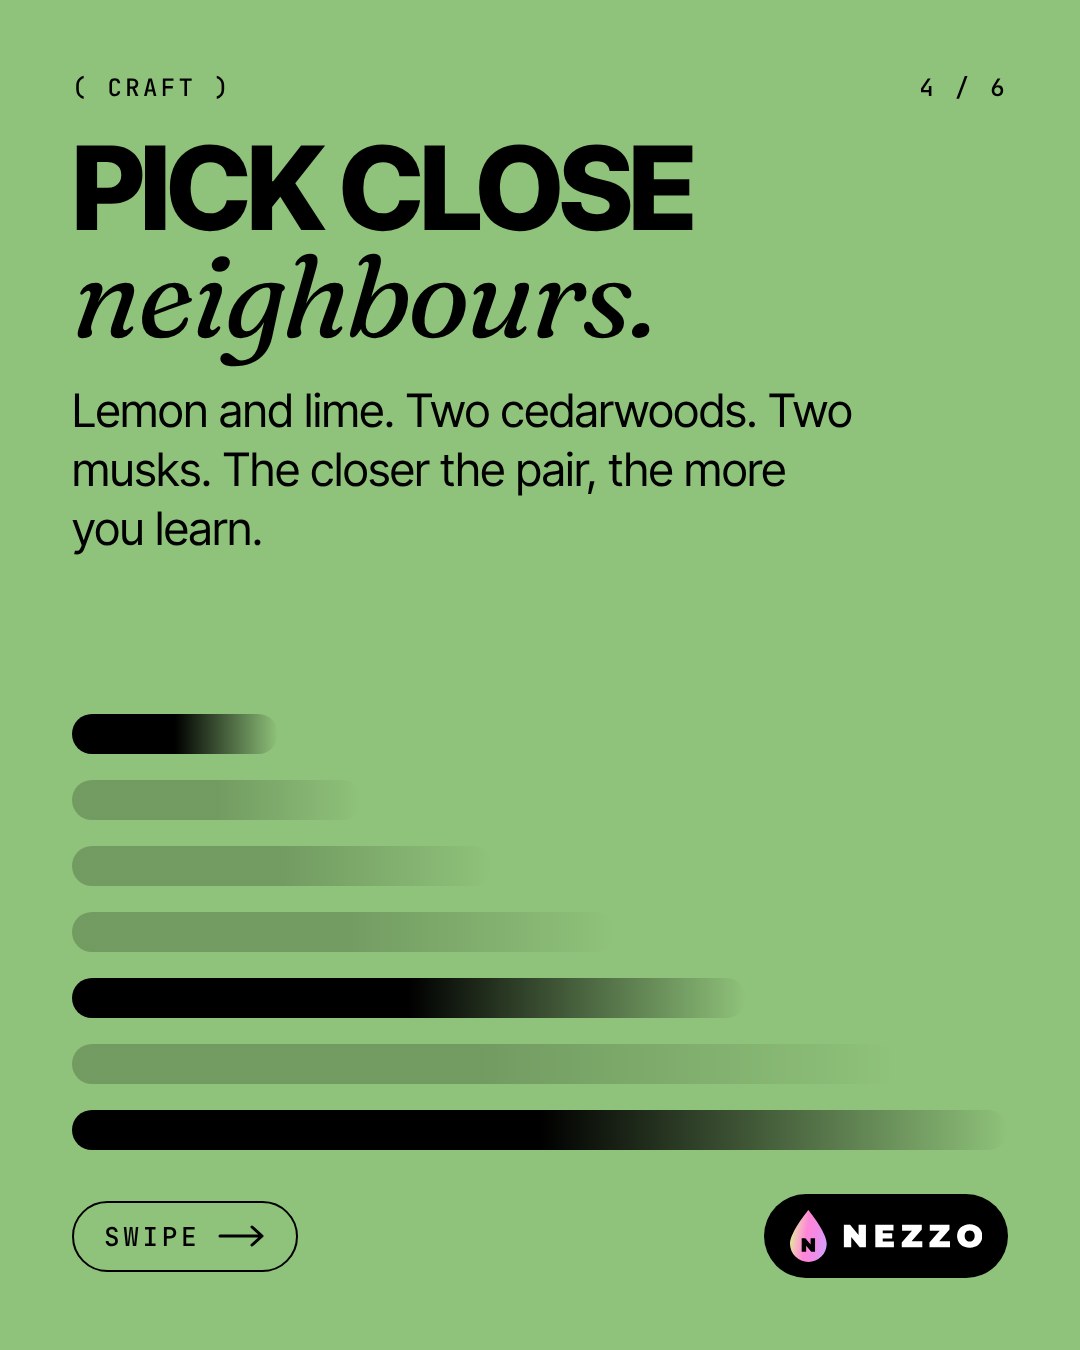 ( CRAFT )
4 / 6
PICK CLOSE
neighbours.
Lemon and lime. Two cedarwoods. Two
musks. The closer the pair, the more
you learn.
SWIPE →
N NEZZO